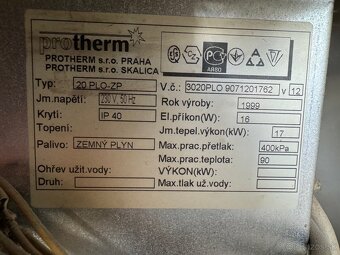 protherm
PROTHERM s.r.o. PRAHA
PROTHERM s.r.o. SKALICA
Typ: 20 PLO-ZP
V.č.: 3020PLO 9071201762 v 12
Jm.napětí: 230 V, 50 Hz
Rok výroby: 1999
Krytí: IP 40
El.příkon(W): 16
Topení:
Jm.tepel.výkon(kW): 17
Palivo: ZEMNÝ PLYN
Max.prac.přetlak: 400kPa
Max.prac.teplota: 90
Ohřev užit.vody:
VÝKON(kW):
Druh:
Max.tlak už.vody: